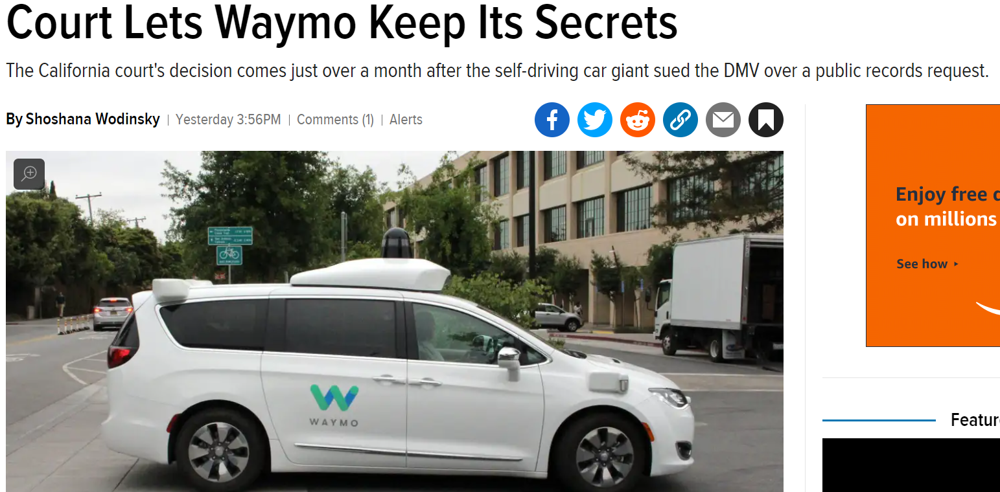 Court Lets Waymo Keep Its Secrets
The California court's decision comes just over a month after the self-driving car giant sued the DMV over a public records request.
By Shoshana Wodinsky | Yesterday 3:56PM | Comments (1) | Alerts
WAYMO
Enjoy free
on millions
See how
Featur